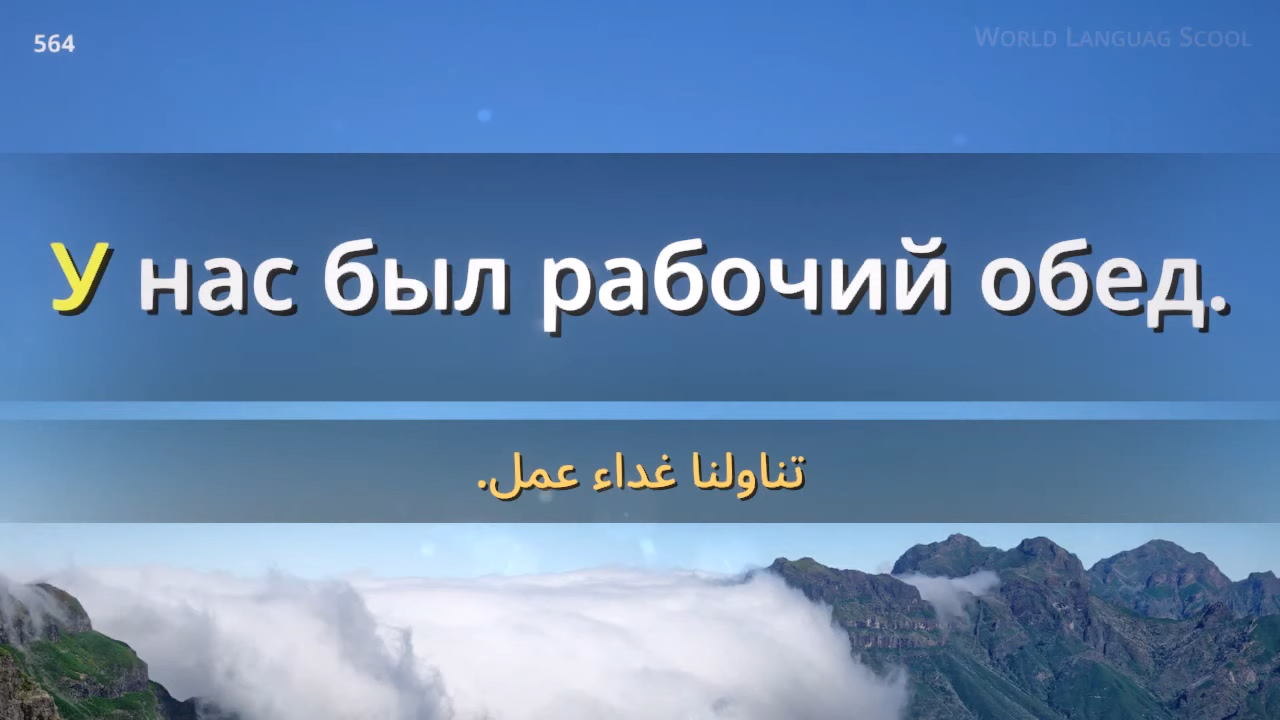 564
World Languag Scool
У нас был рабочий обед.
تناولنا غداء عمل.